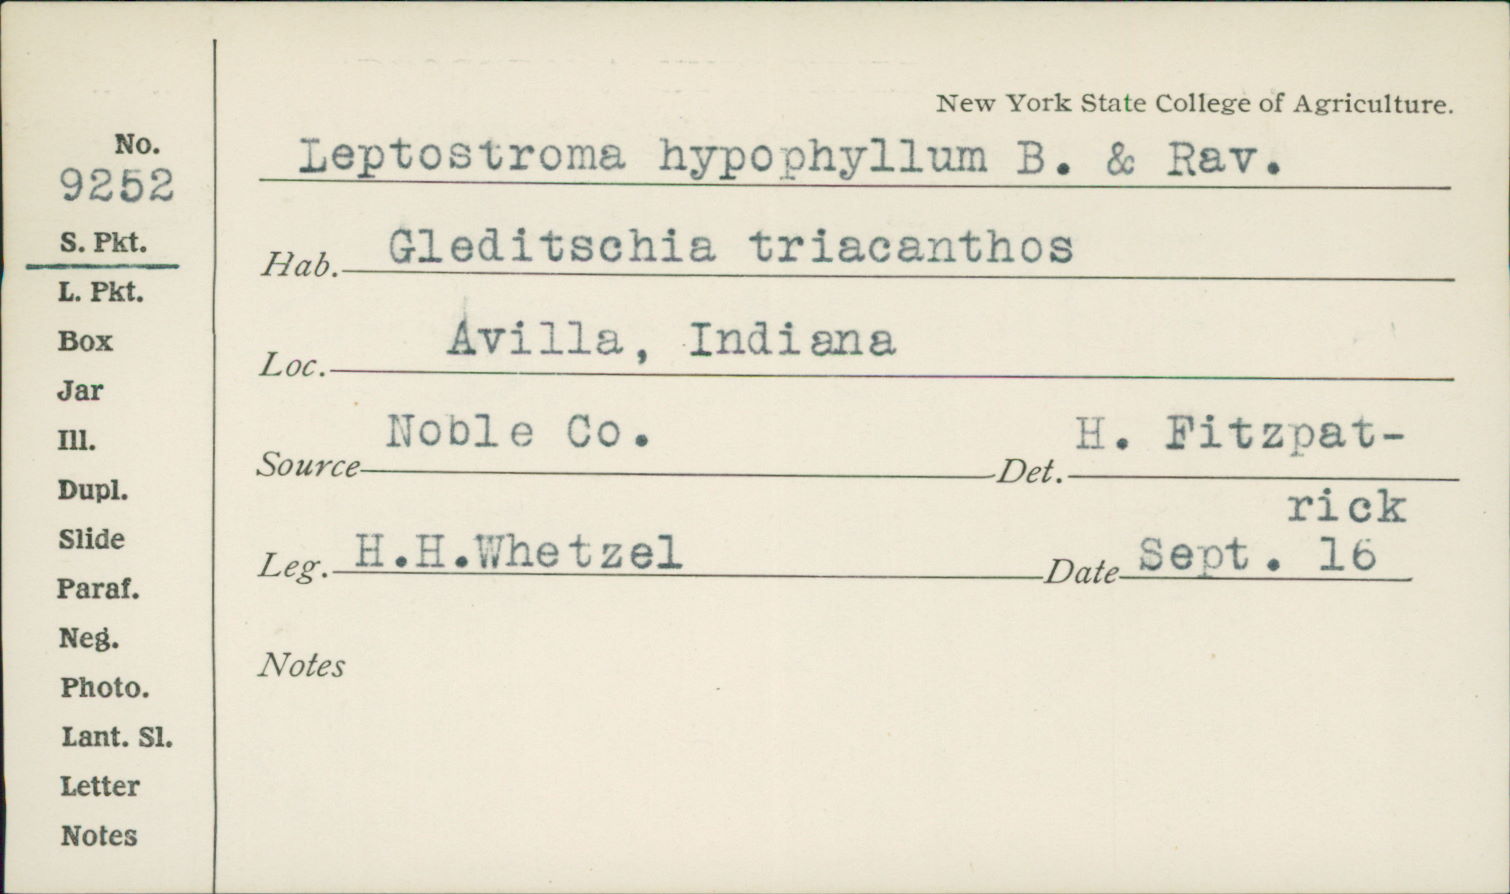 New York State College of Agriculture.
No.
9252
S. Pkt.
L. Pkt.
Box
Jar
Ill.
Dupl.
Slide
Paraf.
Neg.
Photo.
Lant. Sl.
Letter
Notes
Leptostroma hypophyllum B. & Rav.
Hab. Gleditschia triacanthos
Loc. Avilla, Indiana
Source Noble Co. Det. H. Fitzpat-
rick
Leg. H.H.Whetzel Date Sept. 16
Notes